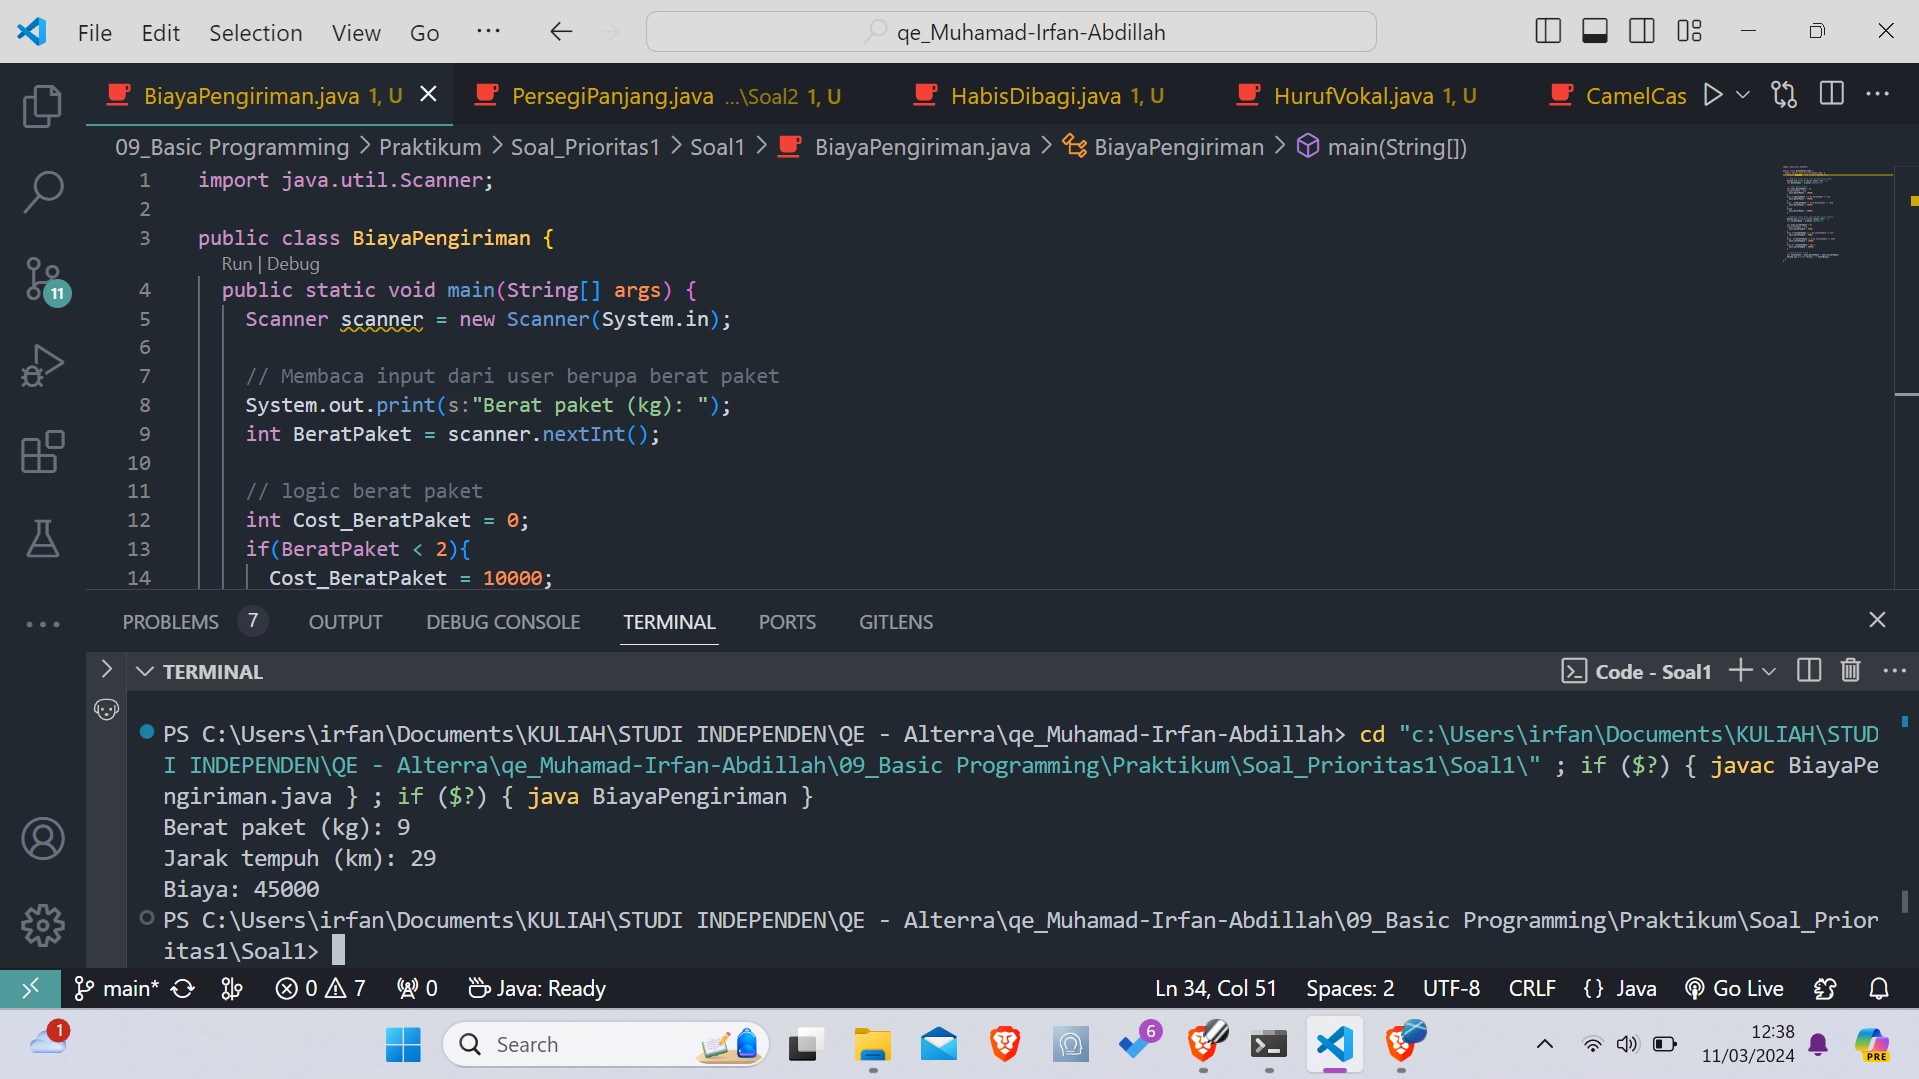 File Edit Selection View Go ··· qe_Muhamad-Irfan-Abdillah
BiayaPengiriman.java 1, U PersegiPanjang.java ...\Soal2 1, U HabisDibagi.java 1, U HurufVokal.java 1, U CamelCas
09_Basic Programming > Praktikum > Soal_Prioritas1 > Soal1 > BiayaPengiriman.java > BiayaPengiriman > main(String[])
1 import java.util.Scanner;
2
3 public class BiayaPengiriman {
Run | Debug
4 public static void main(String[] args) {
5 Scanner scanner = new Scanner(System.in);
6
7 // Membaca input dari user berupa berat paket
8 System.out.print(s:"Berat paket (kg): ");
9 int BeratPaket = scanner.nextInt();
10
11 // logic berat paket
12 int Cost_BeratPaket = 0;
13 if(BeratPaket < 2){
14 Cost_BeratPaket = 10000;
11
PROBLEMS 7 OUTPUT DEBUG CONSOLE TERMINAL PORTS GITLENS
TERMINAL Code - Soal1
PS C:\Users\irfan\Documents\KULIAH\STUDI INDEPENDEN\QE - Alterra\qe_Muhamad-Irfan-Abdillah> cd "c:\Users\irfan\Documents\KULIAH\STUD
I INDEPENDEN\QE - Alterra\qe_Muhamad-Irfan-Abdillah\09_Basic Programming\Praktikum\Soal_Prioritas1\Soal1\" ; if ($?) { javac BiayaPe
ngiriman.java } ; if ($?) { java BiayaPengiriman }
Berat paket (kg): 9
Jarak tempuh (km): 29
Biaya: 45000
PS C:\Users\irfan\Documents\KULIAH\STUDI INDEPENDEN\QE - Alterra\qe_Muhamad-Irfan-Abdillah\09_Basic Programming\Praktikum\Soal_Prior
itas1\Soal1>
main* 0 7 0 Java: Ready Ln 34, Col 51 Spaces: 2 UTF-8 CRLF {} Java Go Live
1 Search 6 12:38
11/03/2024 PRE